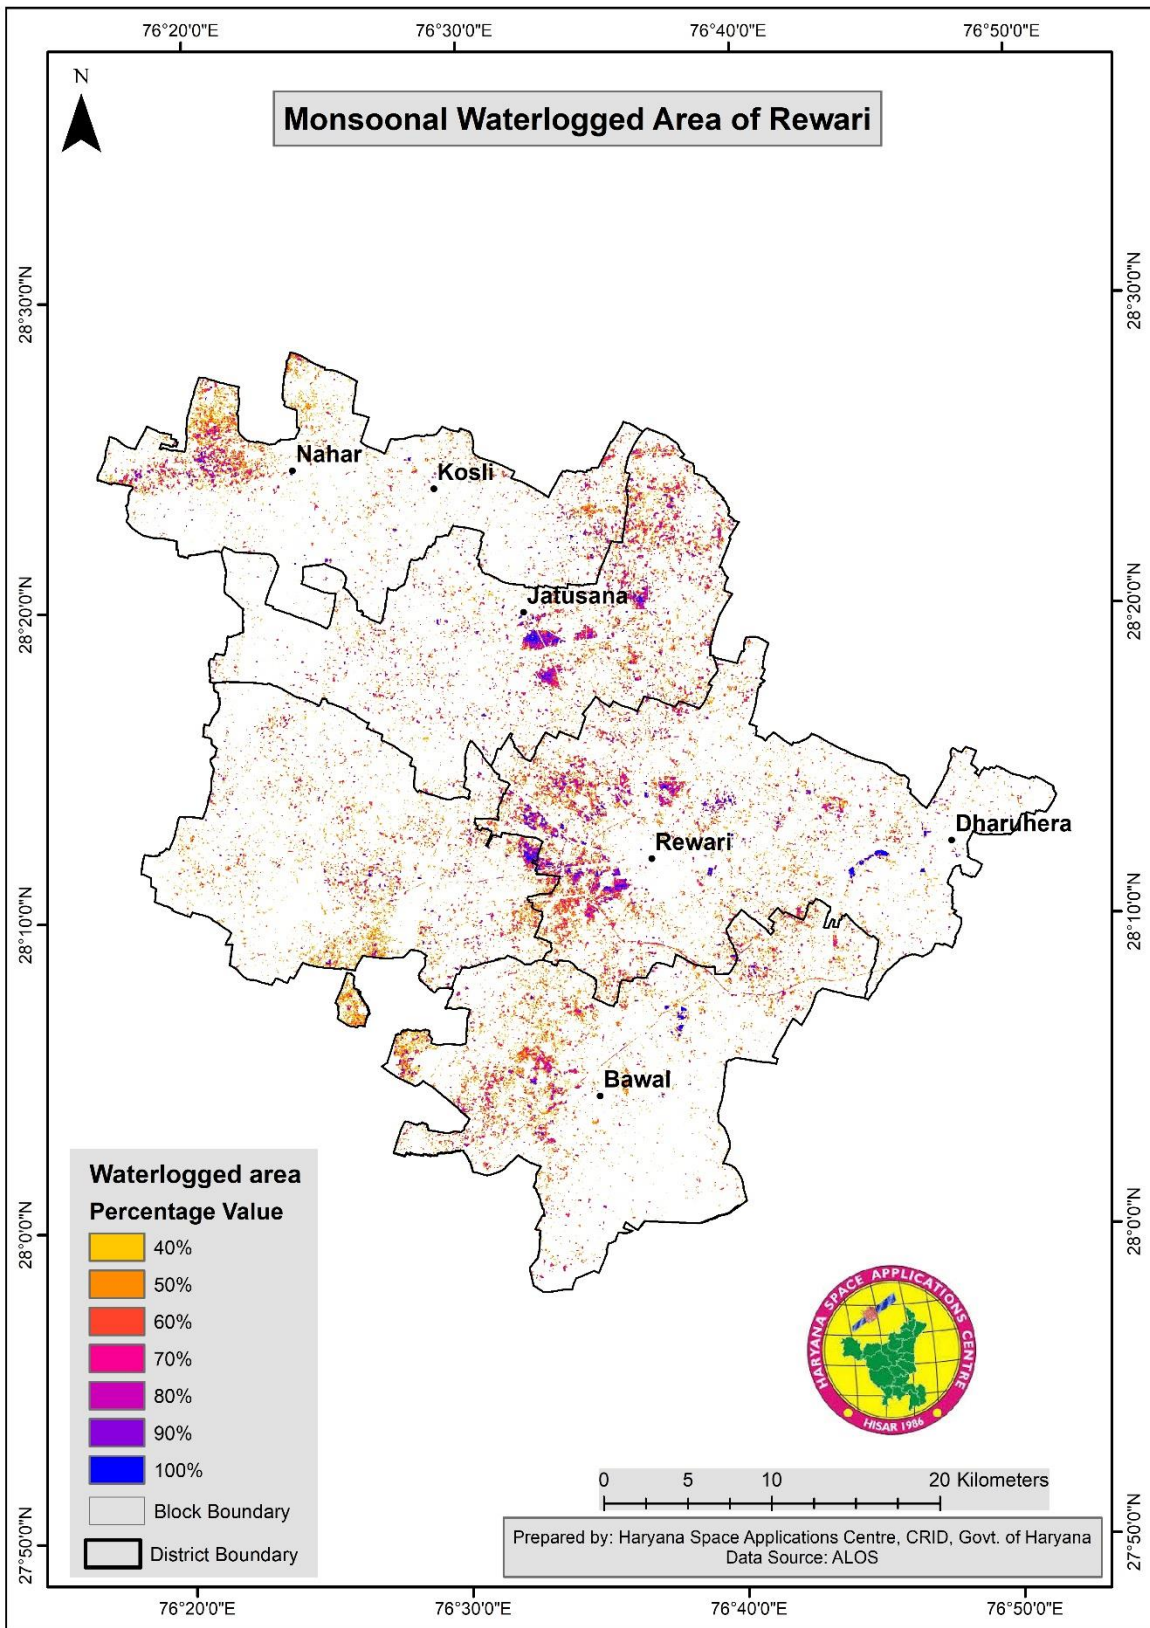 76°20'0"E 76°30'0"E 76°40'0"E 76°50'0"E
N
Monsoonal Waterlogged Area of Rewari
28°30'0"N 28°30'0"N
Nahar
Kosli
Jatusana
28°20'0"N 28°20'0"N
Dharuhera
Rewari
28°10'0"N 28°10'0"N
Bawal
28°0'0"N 28°0'0"N
Waterlogged area
Percentage Value
40%
50%
60%
70%
80%
90%
100%
Block Boundary
District Boundary
HARYANA SPACE APPLICATIONS CENTRE
HISAR 1986
0 5 10 20 Kilometers
Prepared by: Haryana Space Applications Centre, CRID, Govt. of Haryana
Data Source: ALOS
27°50'0"N 27°50'0"N
76°20'0"E 76°30'0"E 76°40'0"E 76°50'0"E